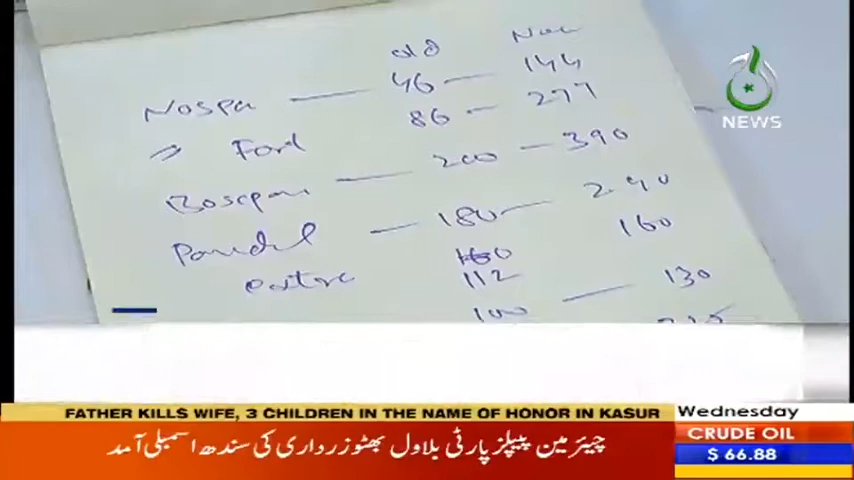 old New
Nospa — 46 — 144
" Ford 86 — 277
200 — 390
— 180 — 290
extra 160
112 160
100 — 130
NEWS
FATHER KILLS WIFE, 3 CHILDREN IN THE NAME OF HONOR IN KASUR
Wednesday
چیئرمین پیپلز پارٹی بلاول بھٹو زرداری کی سندھ اسمبلی آمد
CRUDE OIL
$ 66.88